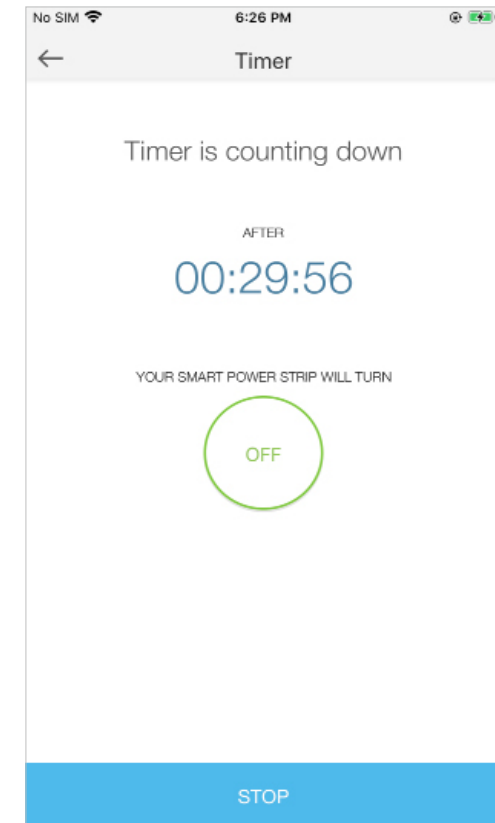 No SIM 6:26 PM
Timer
Timer is counting down
AFTER
00:29:56
YOUR SMART POWER STRIP WILL TURN
OFF
STOP